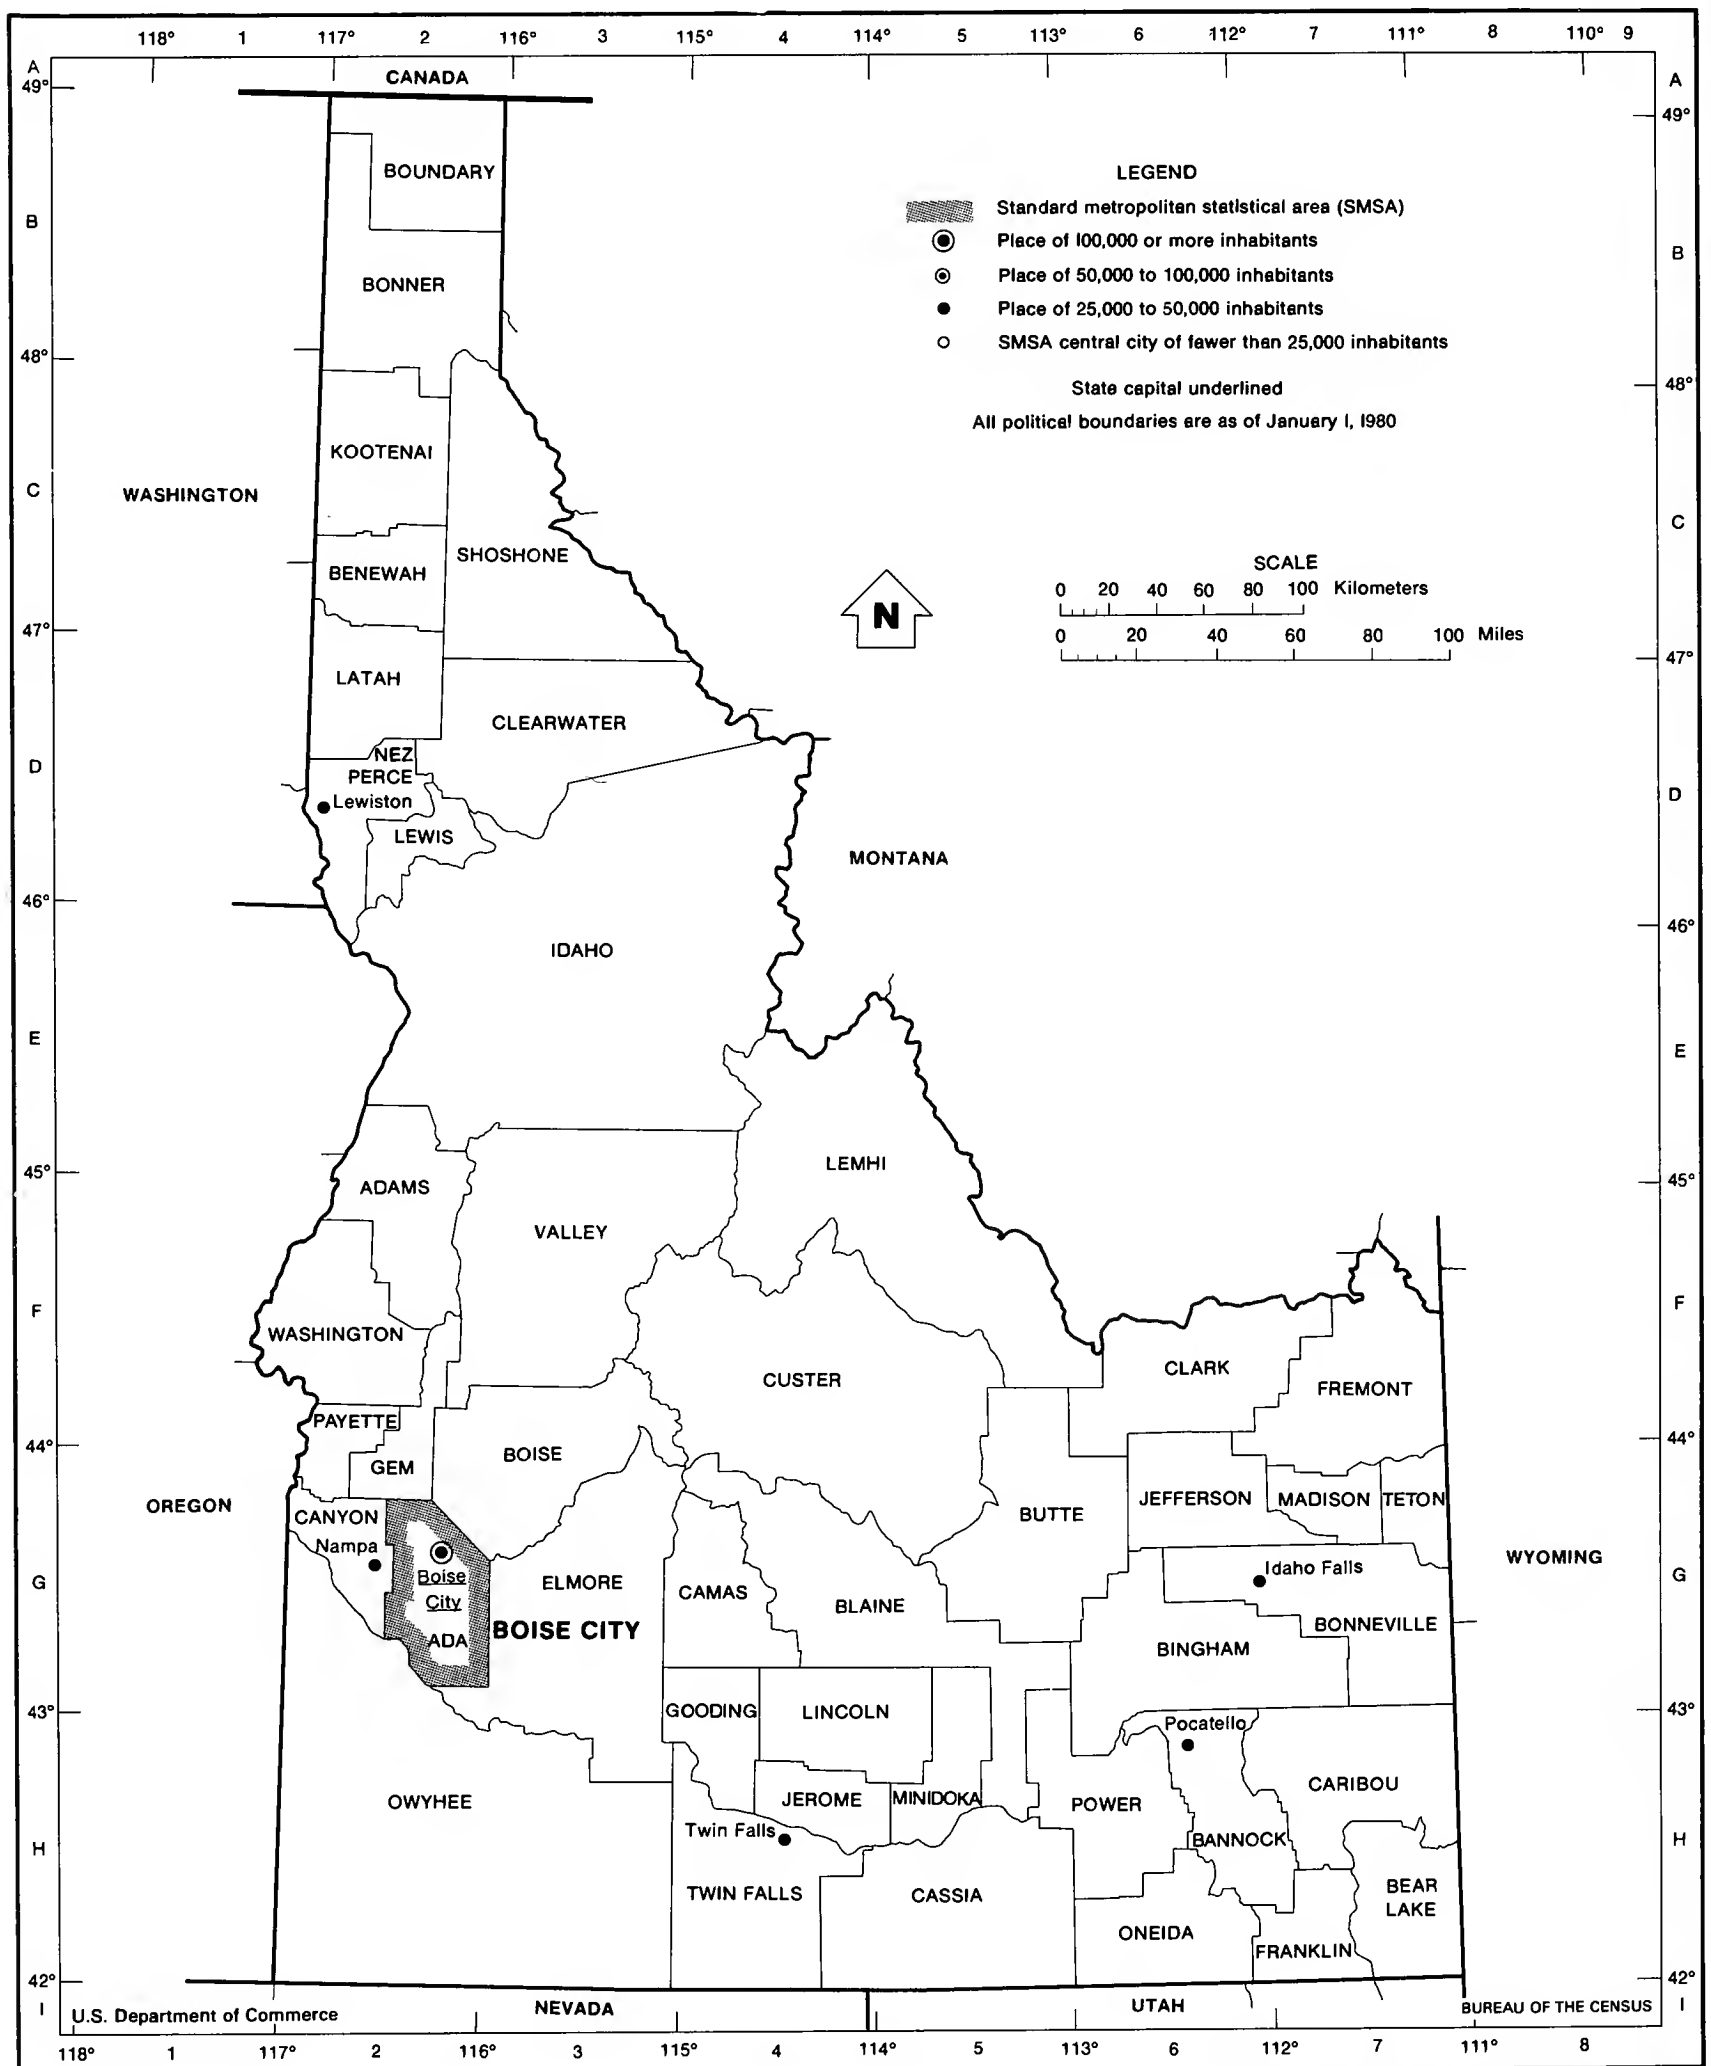 118° 1 117° 2 116° 3 115° 4 114° 5 113° 6 112° 7 111° 8 110° 9
A A
CANADA
49° 49°
BOUNDARY
LEGEND
Standard metropolitan statistical area (SMSA)
B B
Place of 100,000 or more inhabitants
Place of 50,000 to 100,000 inhabitants
BONNER
Place of 25,000 to 50,000 inhabitants
SMSA central city of fewer than 25,000 inhabitants
48° 48°
State capital underlined
All political boundaries are as of January 1, 1980
KOOTENAI
C C
WASHINGTON
SHOSHONE
BENEWAH
SCALE
0 20 40 60 80 100 Kilometers
N
0 20 40 60 80 100 Miles
47° 47°
LATAH
CLEARWATER
NEZ
PERCE
D D
Lewiston
LEWIS
MONTANA
46° 46°
IDAHO
E E
LEMHI
45° 45°
ADAMS
VALLEY
F F
WASHINGTON
CUSTER
CLARK
FREMONT
PAYETTE
44° 44°
BOISE
GEM
OREGON
CANYON
BUTTE
JEFFERSON
MADISON
TETON
Nampa
WYOMING
Boise
City
ADA
G G
ELMORE
CAMAS
BLAINE
Idaho Falls
BONNEVILLE
BOISE CITY
BINGHAM
43° 43°
GOODING
LINCOLN
Pocatello
OWYHEE
JEROME
MINIDOKA
POWER
CARIBOU
Twin Falls
BANNOCK
H H
TWIN FALLS
CASSIA
BEAR
LAKE
ONEIDA
FRANKLIN
42° 42°
I I
U.S. Department of Commerce
NEVADA
UTAH
BUREAU OF THE CENSUS
118° 1 117° 2 116° 3 115° 4 114° 5 113° 6 112° 7 111° 8